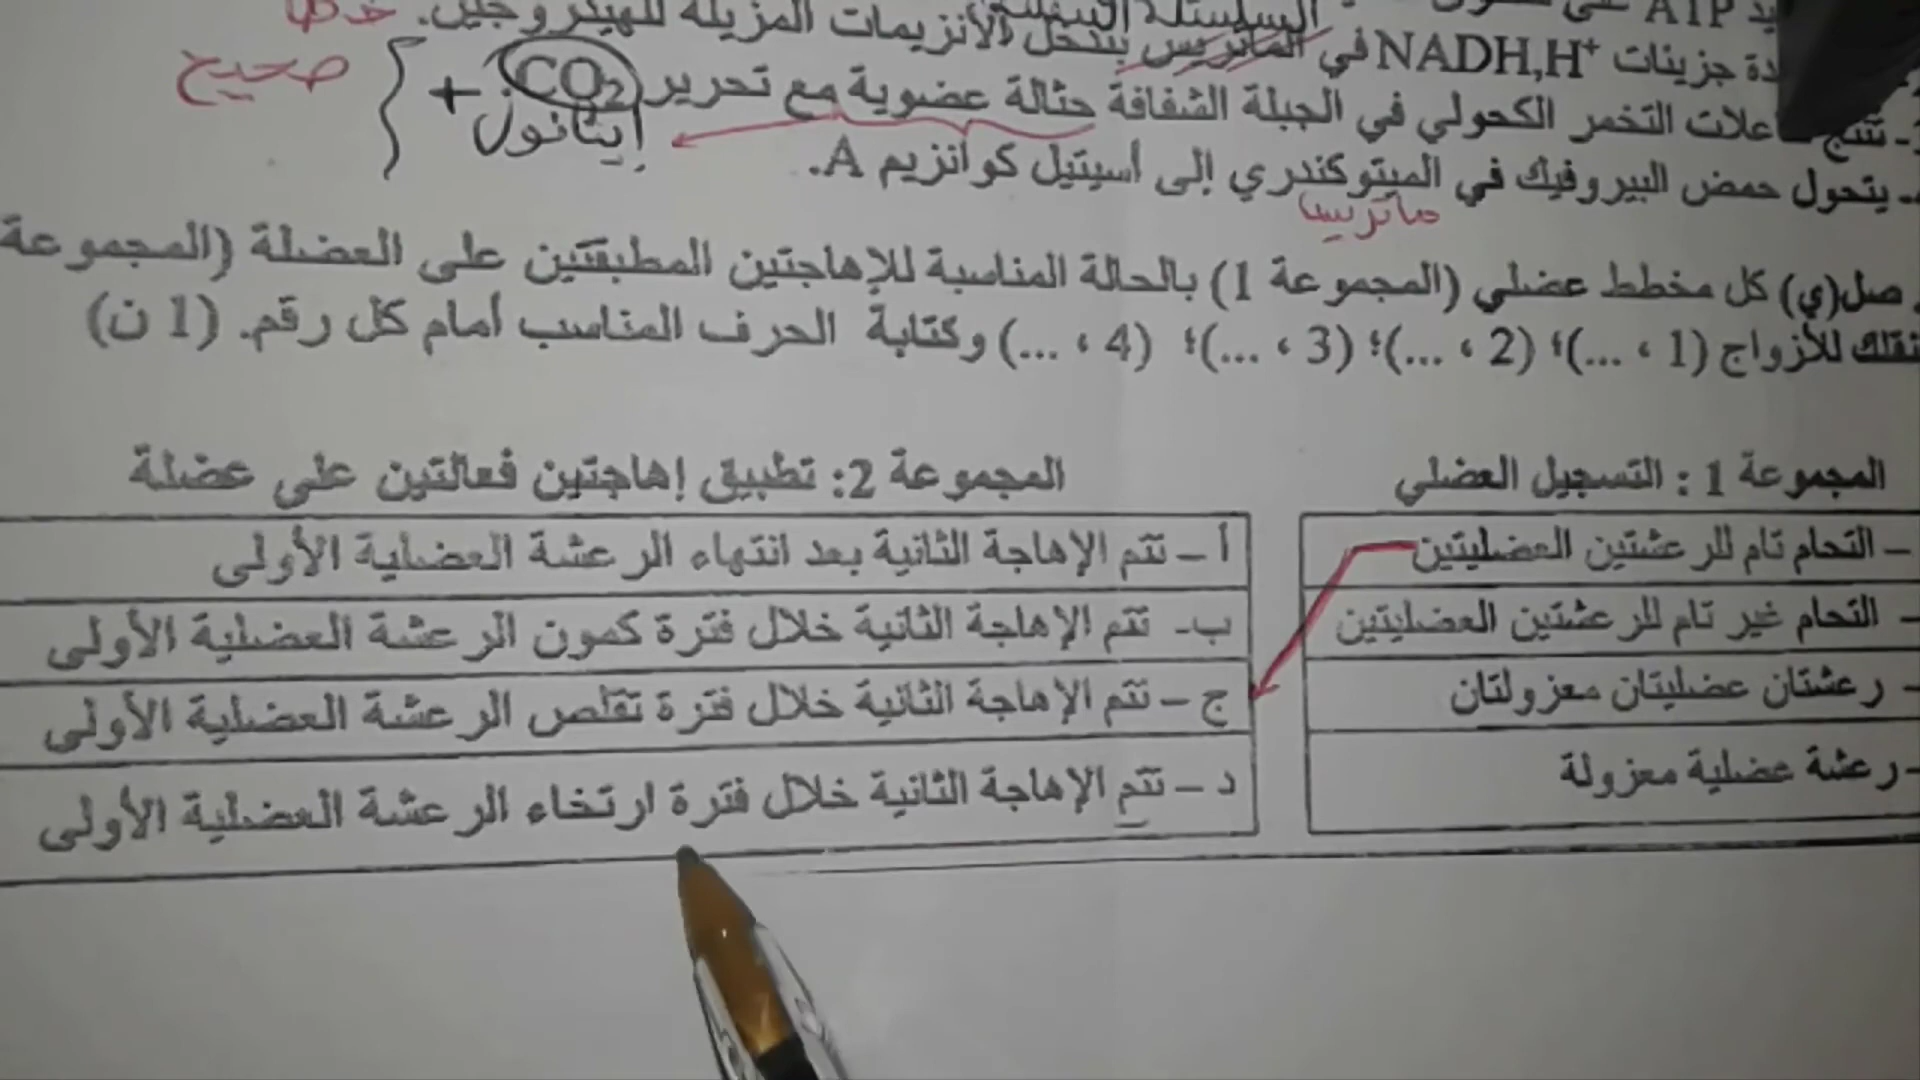 ATP على
السلسلة التنفسية
جزيئات NADH,H⁺ في الماتريس بتدخل الأنزيمات المزيلة للهيدروجين. خطأ
تنتج تفاعلات التخمر الكحولي في الجبلة الشفافة حثالة عضوية مع تحرير CO₂ صحيح
+ إيثانول
- يتحول حمض البيروفيك في الميتوكندري إلى أسيتيل كوأنزيم A.
ماتريس
صل(ي) كل مخطط عضلي (المجموعة 1) بالحالة المناسبة للإهاجتين المطبقتين على العضلة (المجموعة
للأزواج (1 ، ...)؛ (2 ، ...)؛ (3 ، ...)؛ (4 ، ...) وكتابة الحرف المناسب أمام كل رقم. (1 ن)
المجموعة 1 : التسجيل العضلي
- التحام تام للرعشتين العضليتين
- التحام غير تام للرعشتين العضليتين
- رعشتان عضليتان معزولتان
- رعشة عضلية معزولة
المجموعة 2: تطبيق إهاجتين فعالتين على عضلة
أ – تتم الإهاجة الثانية بعد انتهاء الرعشة العضلية الأولى
ب- تتم الإهاجة الثانية خلال فترة كمون الرعشة العضلية الأولى
ج – تتم الإهاجة الثانية خلال فترة تقلص الرعشة العضلية الأولى
د – تتم الإهاجة الثانية خلال فترة ارتخاء الرعشة العضلية الأولى